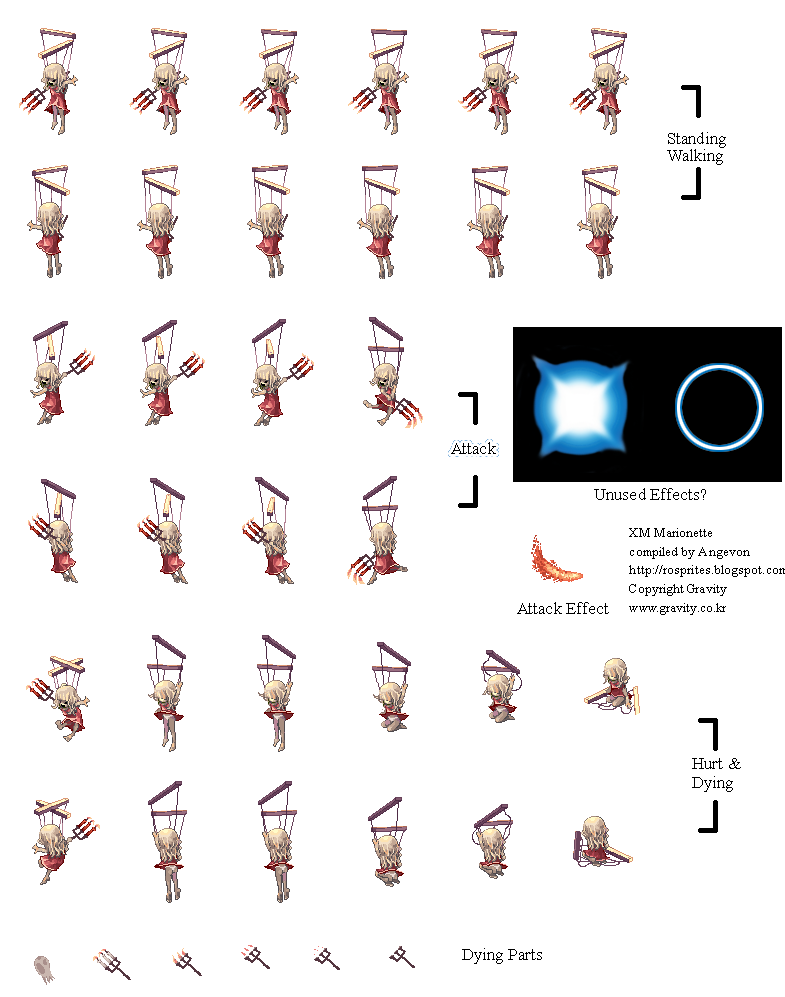 Standing
Walking
Attack
Unused Effects?
XM Marionette
compiled by Angevon
http://rosprites.blogspot.com
Copyright Gravity
www.gravity.co.kr
Attack Effect
Hurt &
Dying
Dying Parts